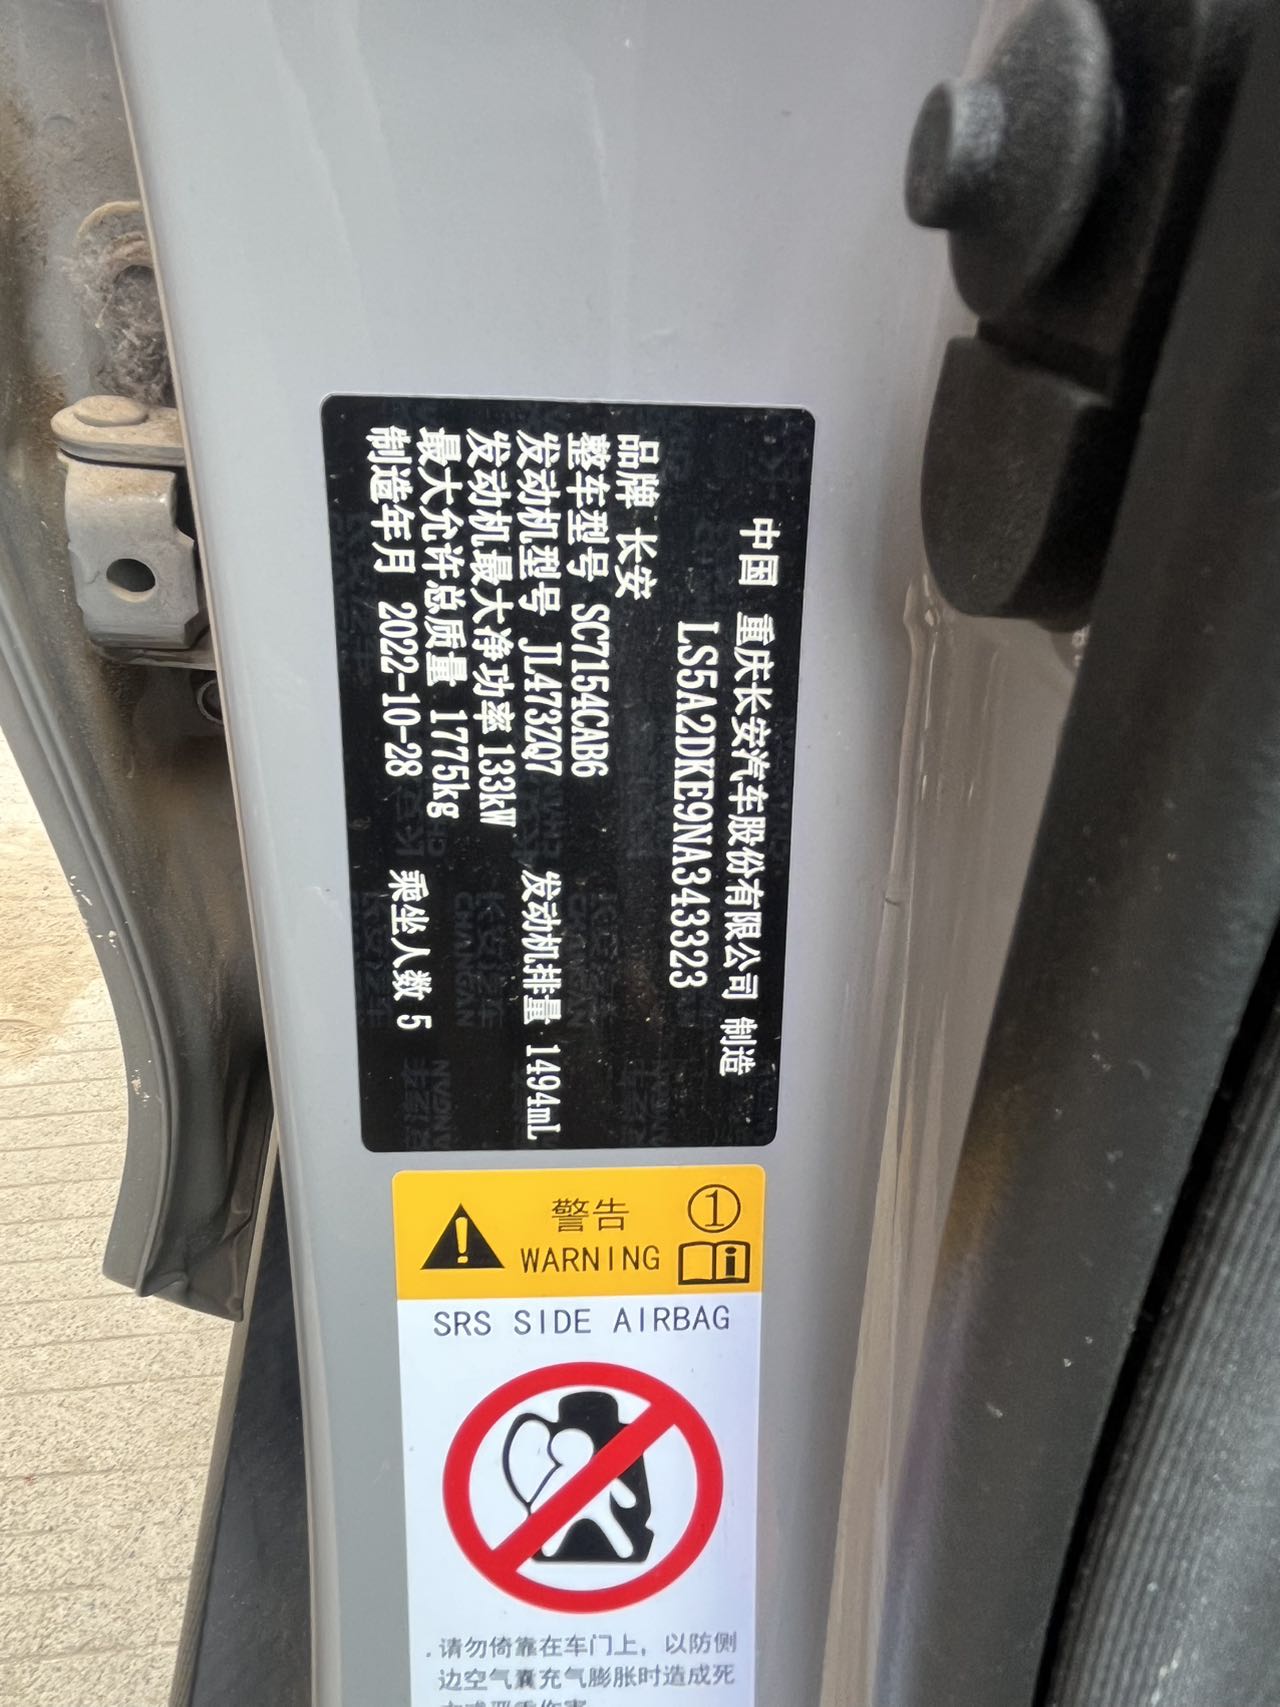 中国 重庆长安汽车股份有限公司 制造
LS5A2DKE9NA343323
品牌 长安
整车型号 SC7154CAB6
发动机型号 JL473ZQ7 发动机排量 1494mL
发动机最大净功率 133kW
最大允许总质量 1775kg
制造年月 2022-10-28 乘坐人数 5
警告 ①
WARNING
SRS SIDE AIRBAG
.请勿倚靠在车门上，以防侧
边空气囊充气膨胀时造成死